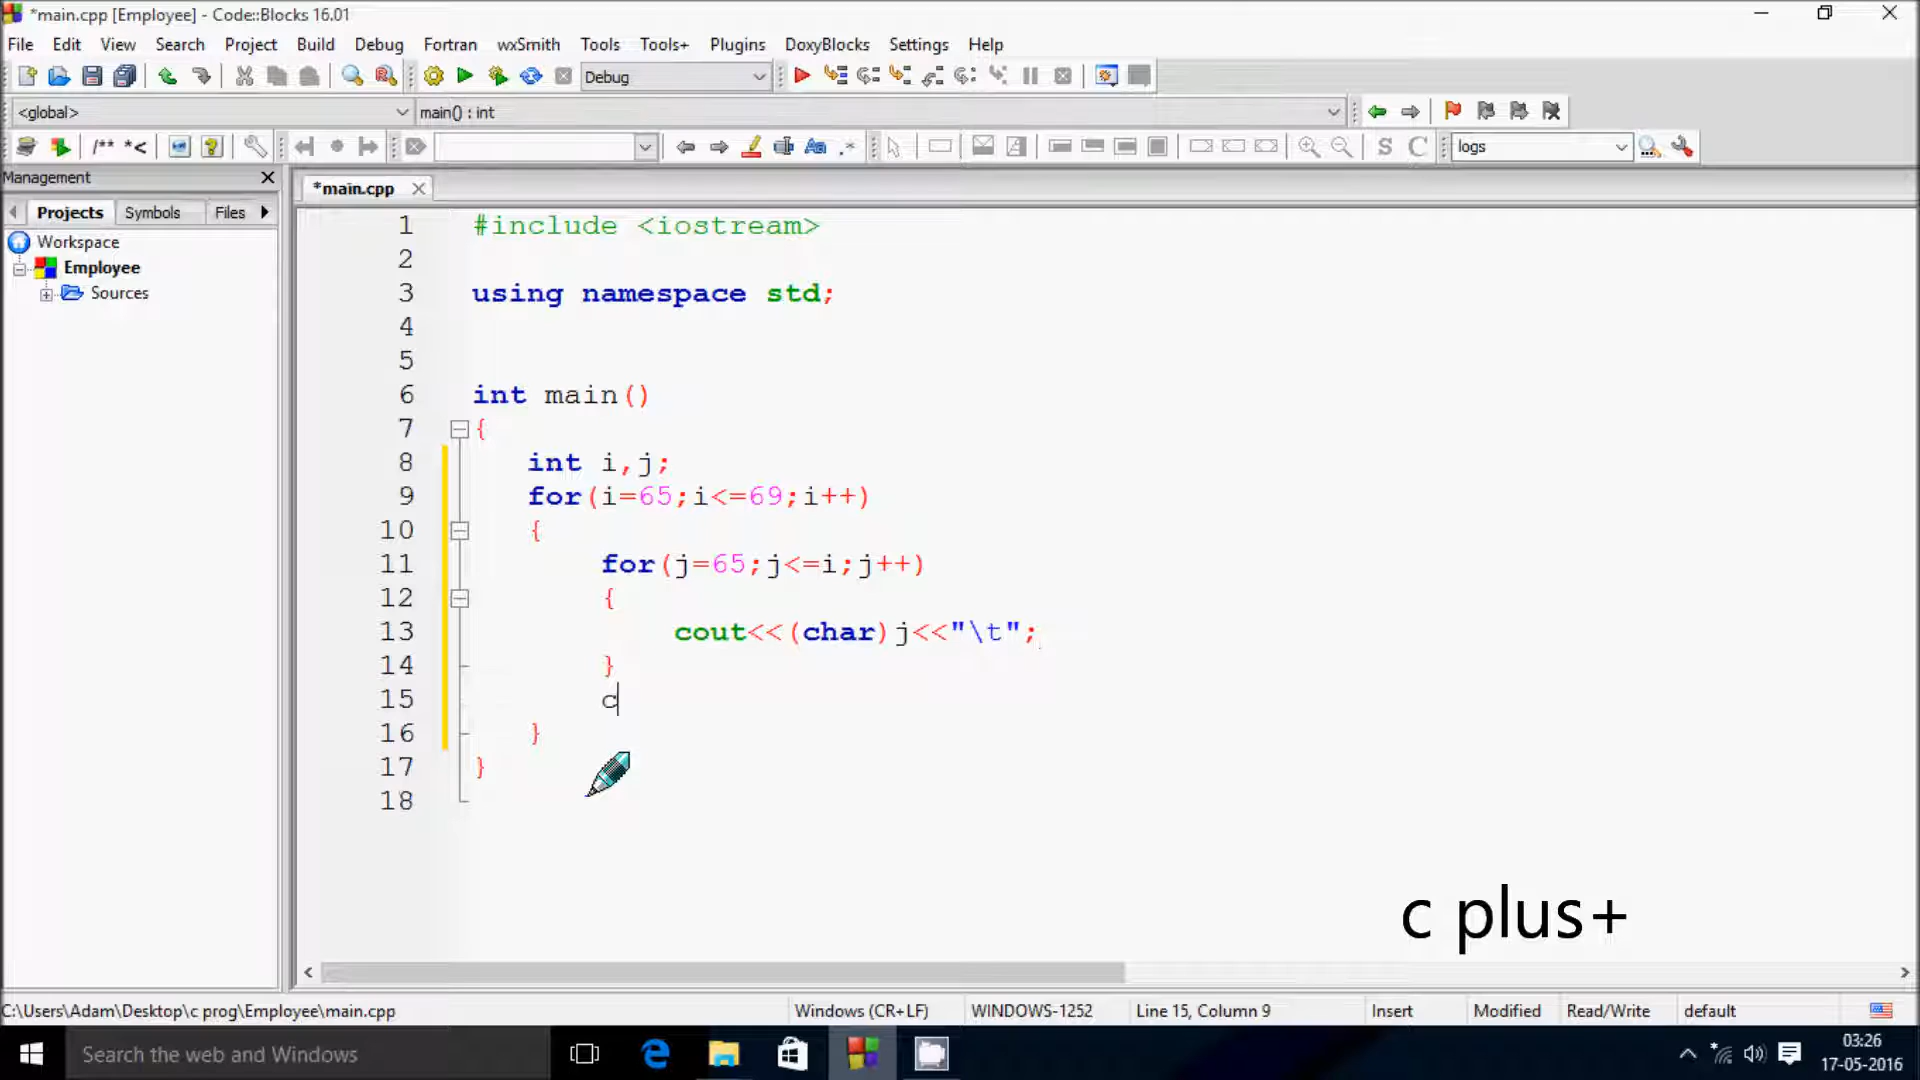 *main.cpp [Employee] - Code::Blocks 16.01
File Edit View Search Project Build Debug Fortran wxSmith Tools Tools+ Plugins DoxyBlocks Settings Help
Debug
<global> main() : int
/** *< Aa .* S C logs
Management
*main.cpp
Projects Symbols Files
Workspace
Employee
Sources
1 #include <iostream>
2
3 using namespace std;
4
5
6 int main()
7 {
8 int i,j;
9 for(i=65;i<=69;i++)
10 {
11 for(j=65;j<=i;j++)
12 {
13 cout<<(char)j<<"\t";
14 }
15 c
16 }
17 }
18
c plus+
C:\Users\Adam\Desktop\c prog\Employee\main.cpp Windows (CR+LF) WINDOWS-1252 Line 15, Column 9 Insert Modified Read/Write default
Search the web and Windows
03:26
17-05-2016